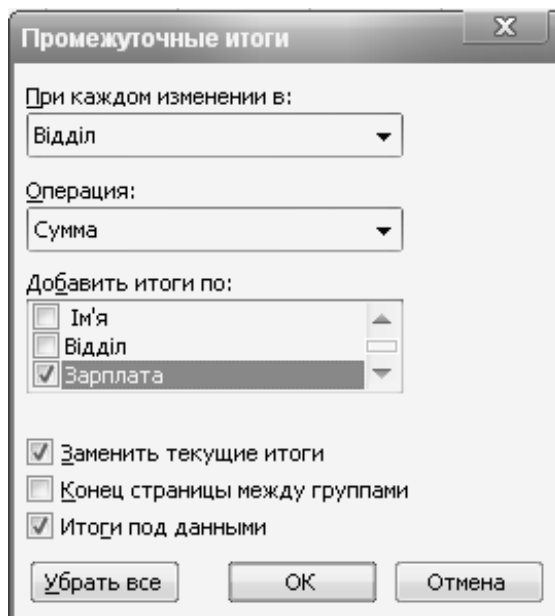 Промежуточные итоги
При каждом изменении в:
Відділ
Операция:
Сумма
Добавить итоги по:
Ім'я
Відділ
Зарплата
Заменить текущие итоги
Конец страницы между группами
Итоги под данными
Убрать все ОК Отмена